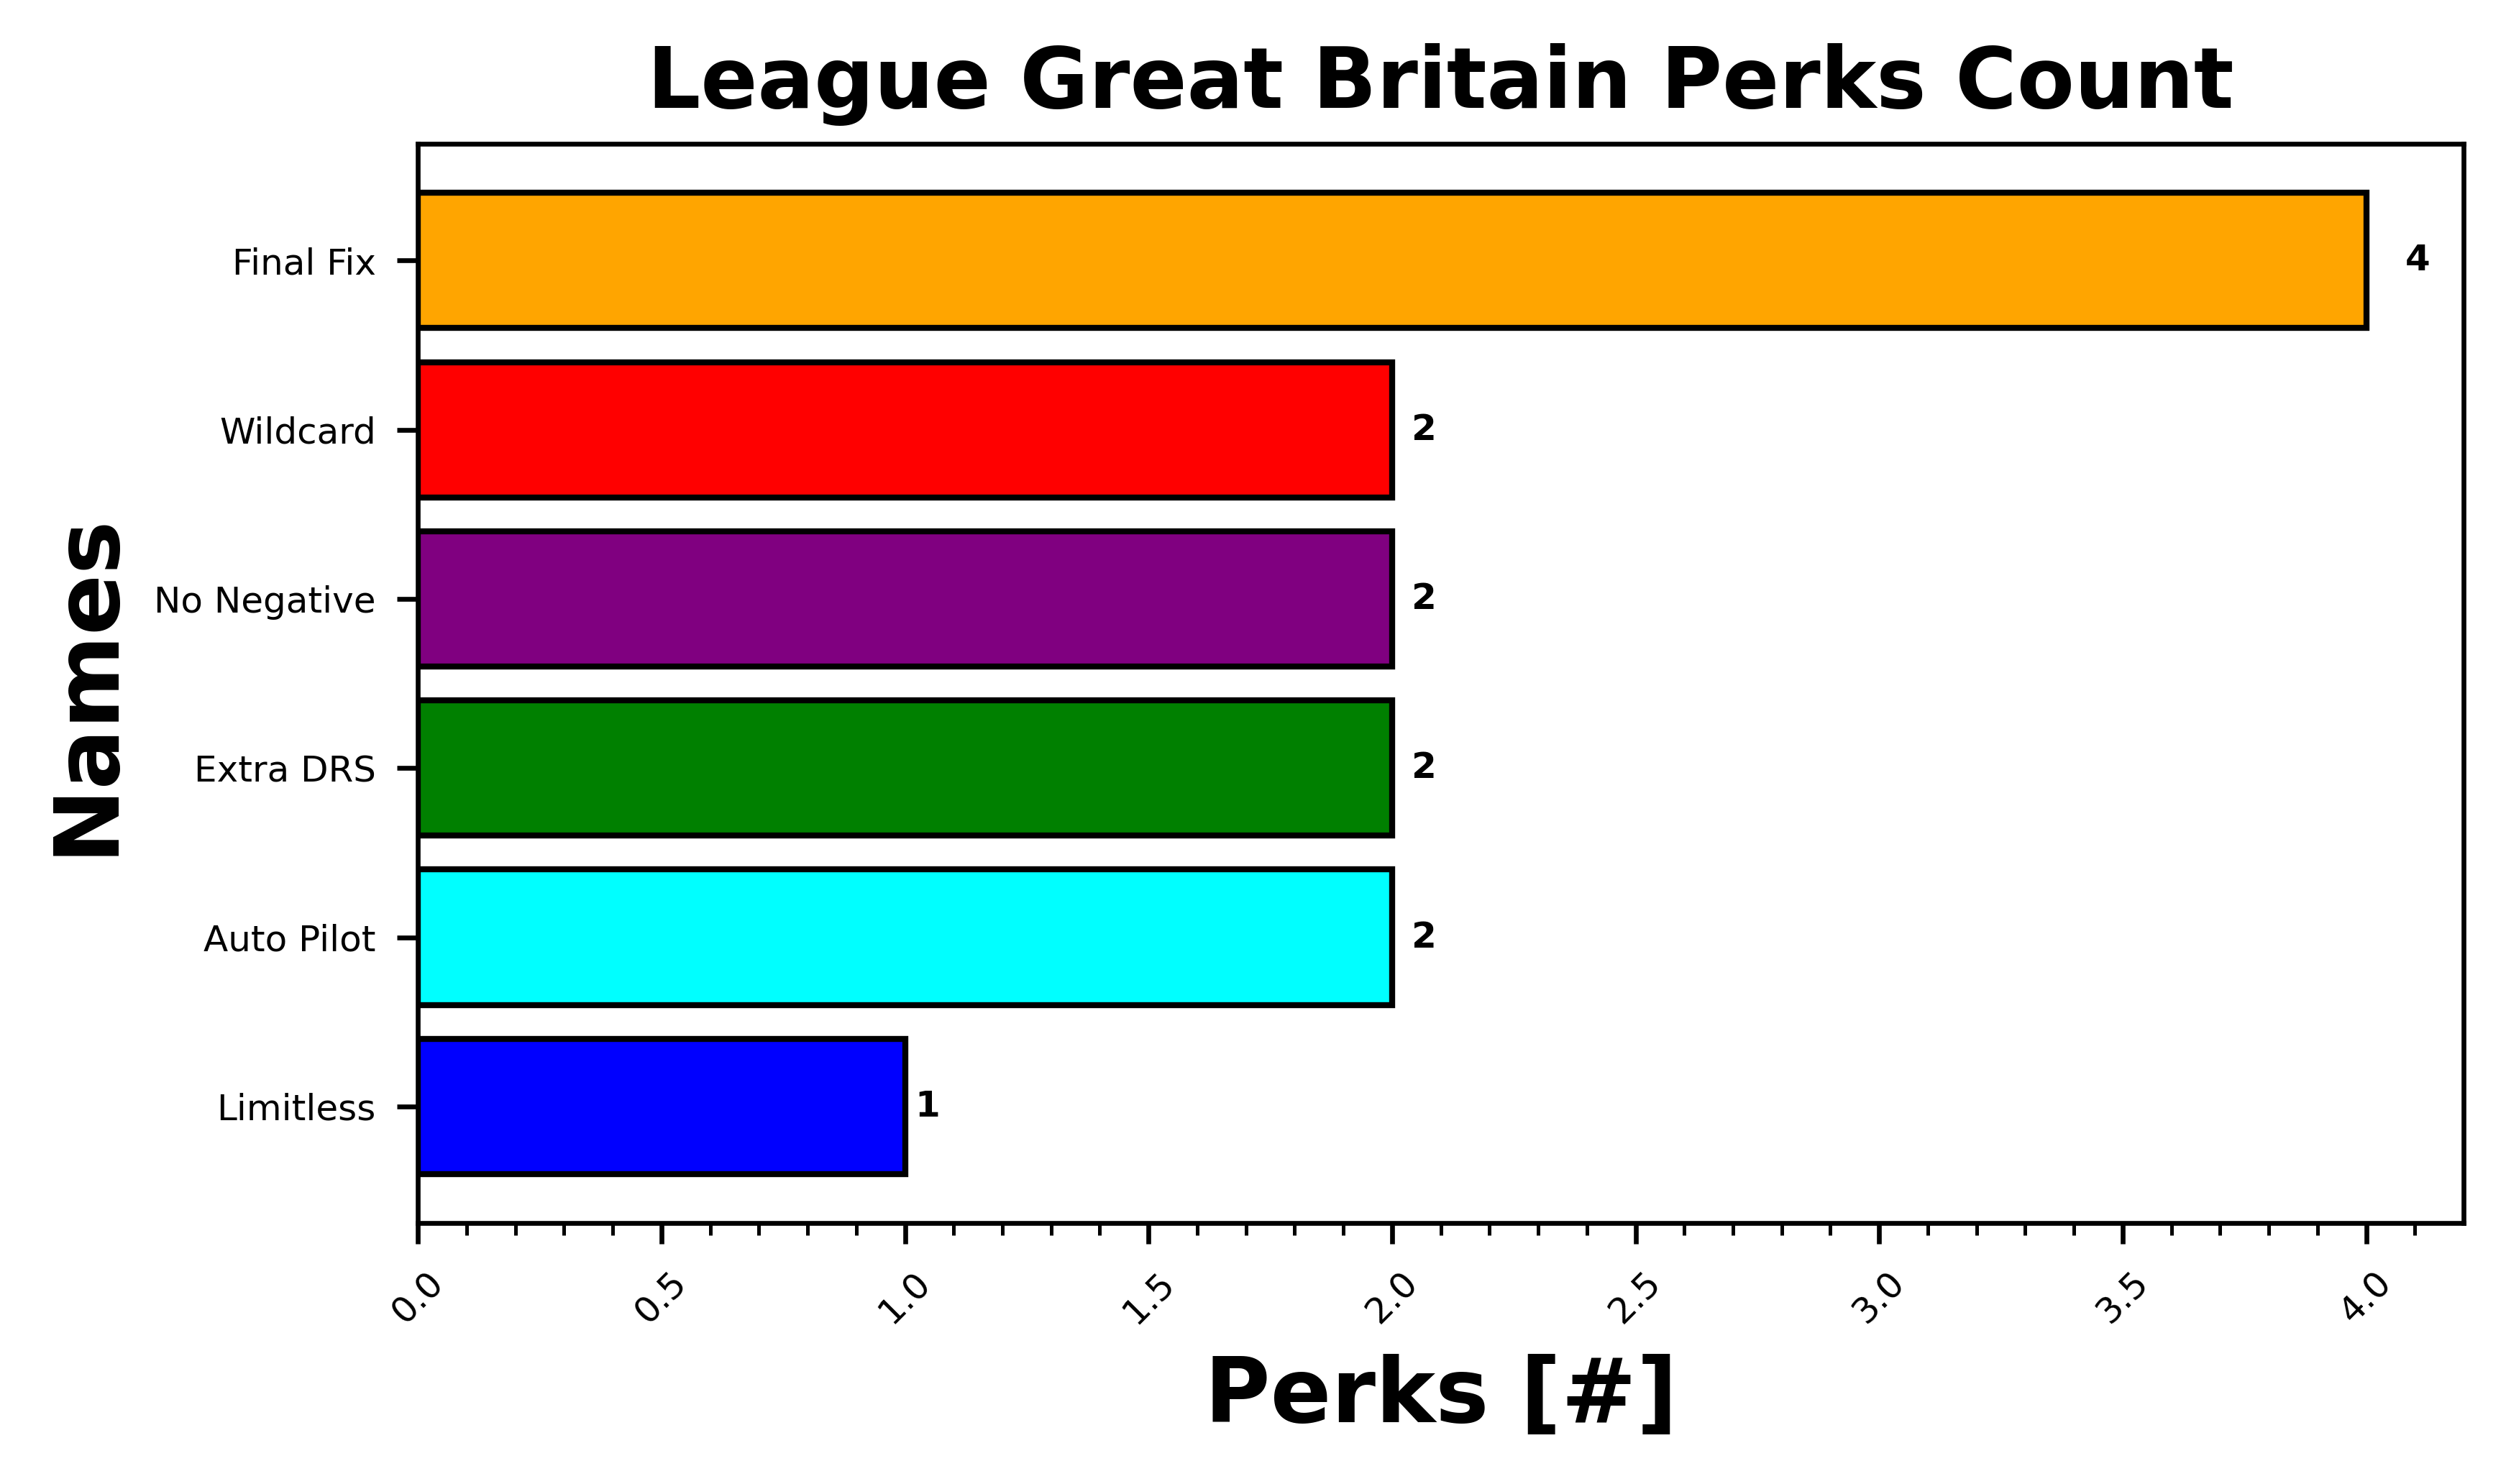 League Great Britain Perks Count
Names
Final Fix
4
Wildcard
2
No Negative
2
Extra DRS
2
Auto Pilot
2
Limitless
1
0.0 0.5 1.0 1.5 2.0 2.5 3.0 3.5 4.0
Perks [#]